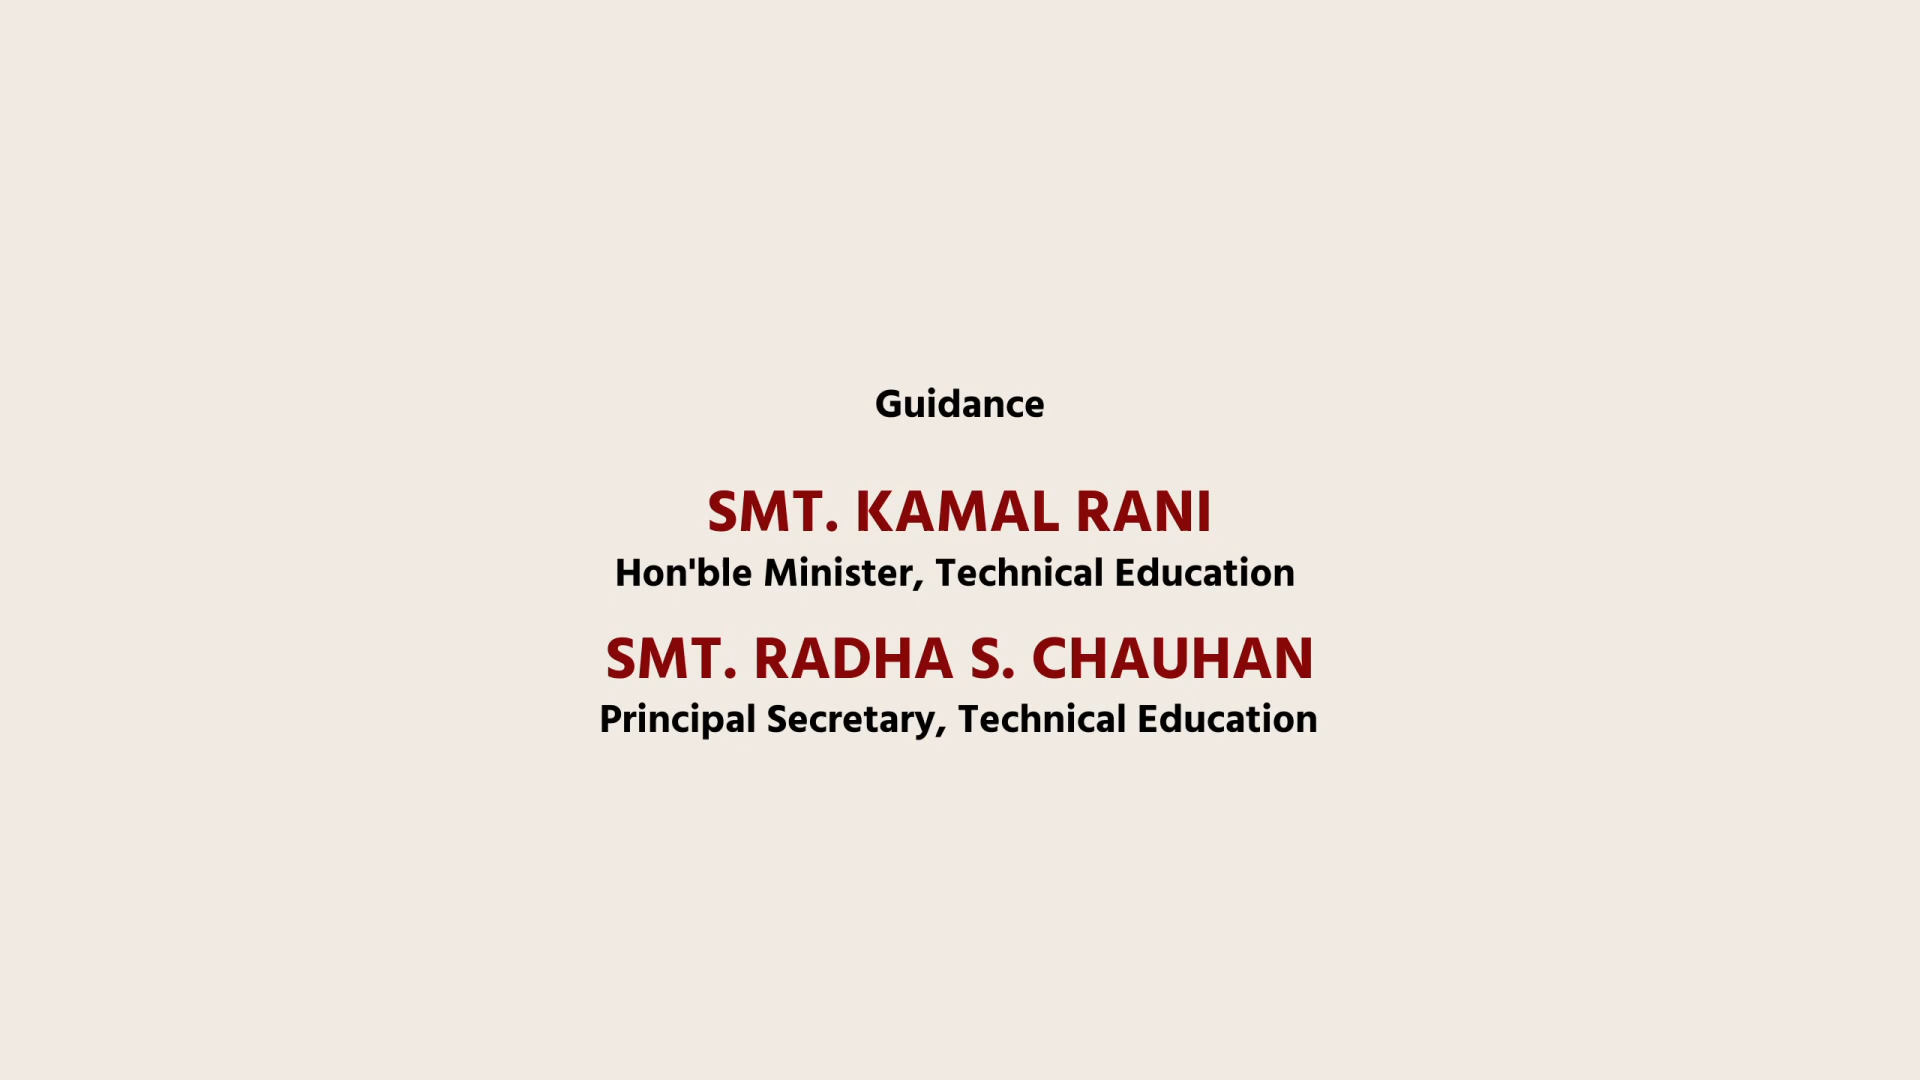 Guidance
SMT. KAMAL RANI
Hon'ble Minister, Technical Education
SMT. RADHA S. CHAUHAN
Principal Secretary, Technical Education